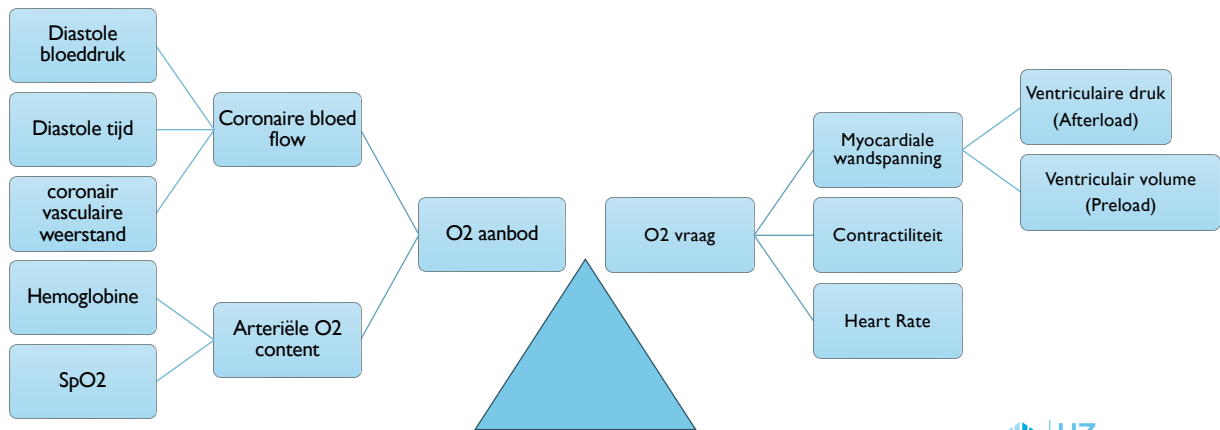 Diastole
bloeddruk
Diastole tijd
coronair
vasculaire
weerstand
Coronaire bloed
flow
Hemoglobine
SpO2
Arteriële O2
content
O2 aanbod
O2 vraag
Myocardiale
wandspanning
Contractiliteit
Heart Rate
Ventriculaire druk
(Afterload)
Ventriculair volume
(Preload)